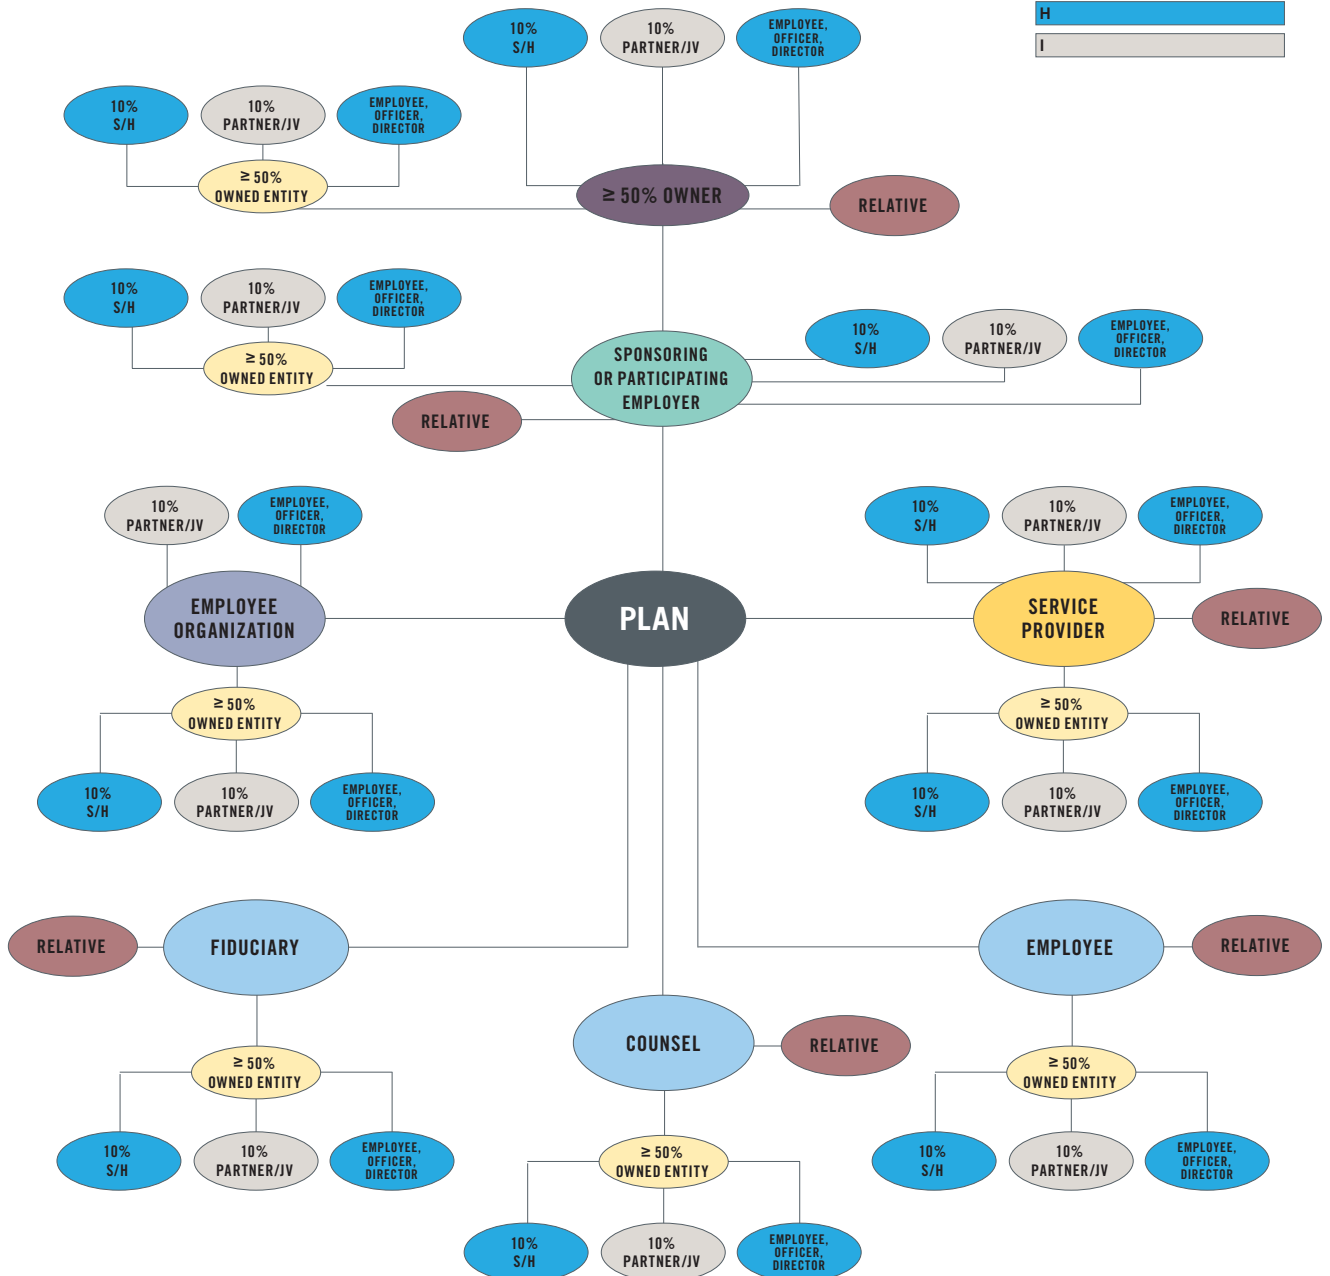 H
I
10%
S/H
10%
PARTNER/JV
EMPLOYEE,
OFFICER,
DIRECTOR
10%
S/H
10%
PARTNER/JV
EMPLOYEE,
OFFICER,
DIRECTOR
≥ 50%
OWNED ENTITY
≥ 50% OWNER
RELATIVE
10%
S/H
10%
PARTNER/JV
EMPLOYEE,
OFFICER,
DIRECTOR
≥ 50%
OWNED ENTITY
SPONSORING
OR PARTICIPATING
EMPLOYER
10%
S/H
10%
PARTNER/JV
EMPLOYEE,
OFFICER,
DIRECTOR
RELATIVE
10%
PARTNER/JV
EMPLOYEE,
OFFICER,
DIRECTOR
10%
S/H
10%
PARTNER/JV
EMPLOYEE,
OFFICER,
DIRECTOR
EMPLOYEE
ORGANIZATION
PLAN
SERVICE
PROVIDER
RELATIVE
≥ 50%
OWNED ENTITY
10%
S/H
10%
PARTNER/JV
EMPLOYEE,
OFFICER,
DIRECTOR
≥ 50%
OWNED ENTITY
10%
S/H
10%
PARTNER/JV
EMPLOYEE,
OFFICER,
DIRECTOR
RELATIVE
FIDUCIARY
EMPLOYEE
RELATIVE
COUNSEL
RELATIVE
≥ 50%
OWNED ENTITY
10%
S/H
10%
PARTNER/JV
EMPLOYEE,
OFFICER,
DIRECTOR
≥ 50%
OWNED ENTITY
10%
S/H
10%
PARTNER/JV
EMPLOYEE,
OFFICER,
DIRECTOR
≥ 50%
OWNED ENTITY
10%
S/H
10%
PARTNER/JV
EMPLOYEE,
OFFICER,
DIRECTOR